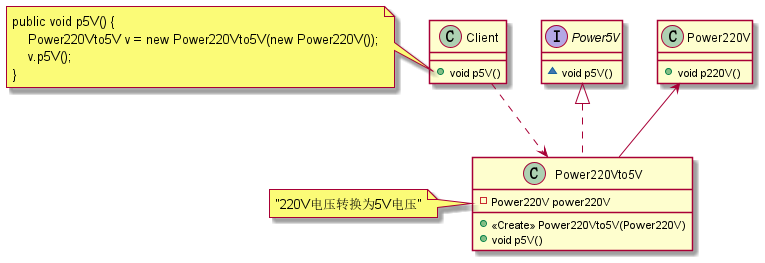 public void p5V() {
Power220Vto5V v = new Power220Vto5V(new Power220V());
v.p5V();
}
C Client
void p5V()
I Power5V
void p5V()
C Power220V
void p220V()
C Power220Vto5V
Power220V power220V
«Create» Power220Vto5V(Power220V)
void p5V()
"220V电压转换为5V电压"